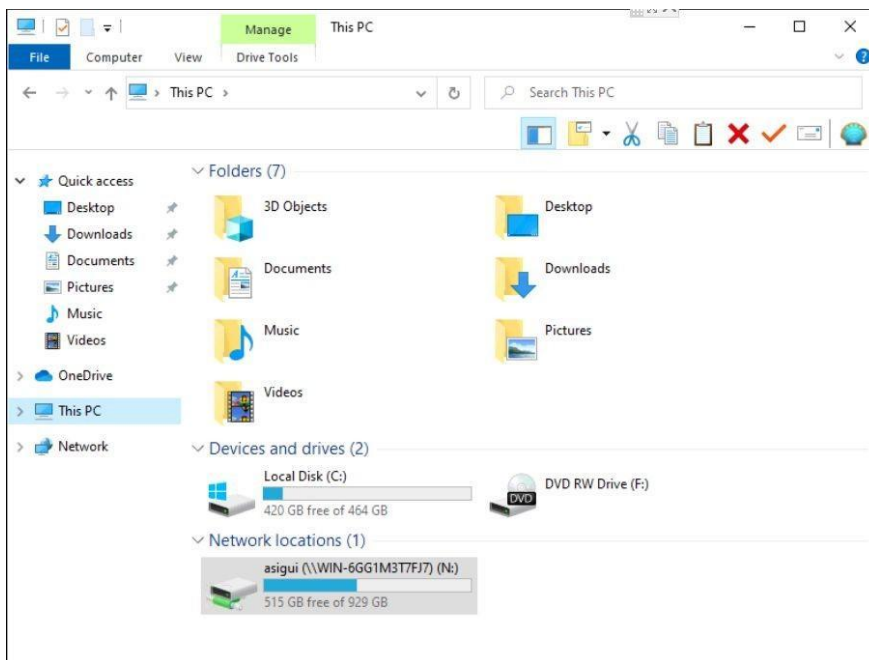 Manage
This PC
File
Computer
View
Drive Tools
This PC
Search This PC
Quick access
Desktop
Downloads
Documents
Pictures
Music
Videos
OneDrive
This PC
Network
Folders (7)
3D Objects
Desktop
Documents
Downloads
Music
Pictures
Videos
Devices and drives (2)
Local Disk (C:)
420 GB free of 464 GB
DVD
DVD RW Drive (F:)
Network locations (1)
asigui (\\WIN-6GG1M3T7FJ7) (N:)
515 GB free of 929 GB